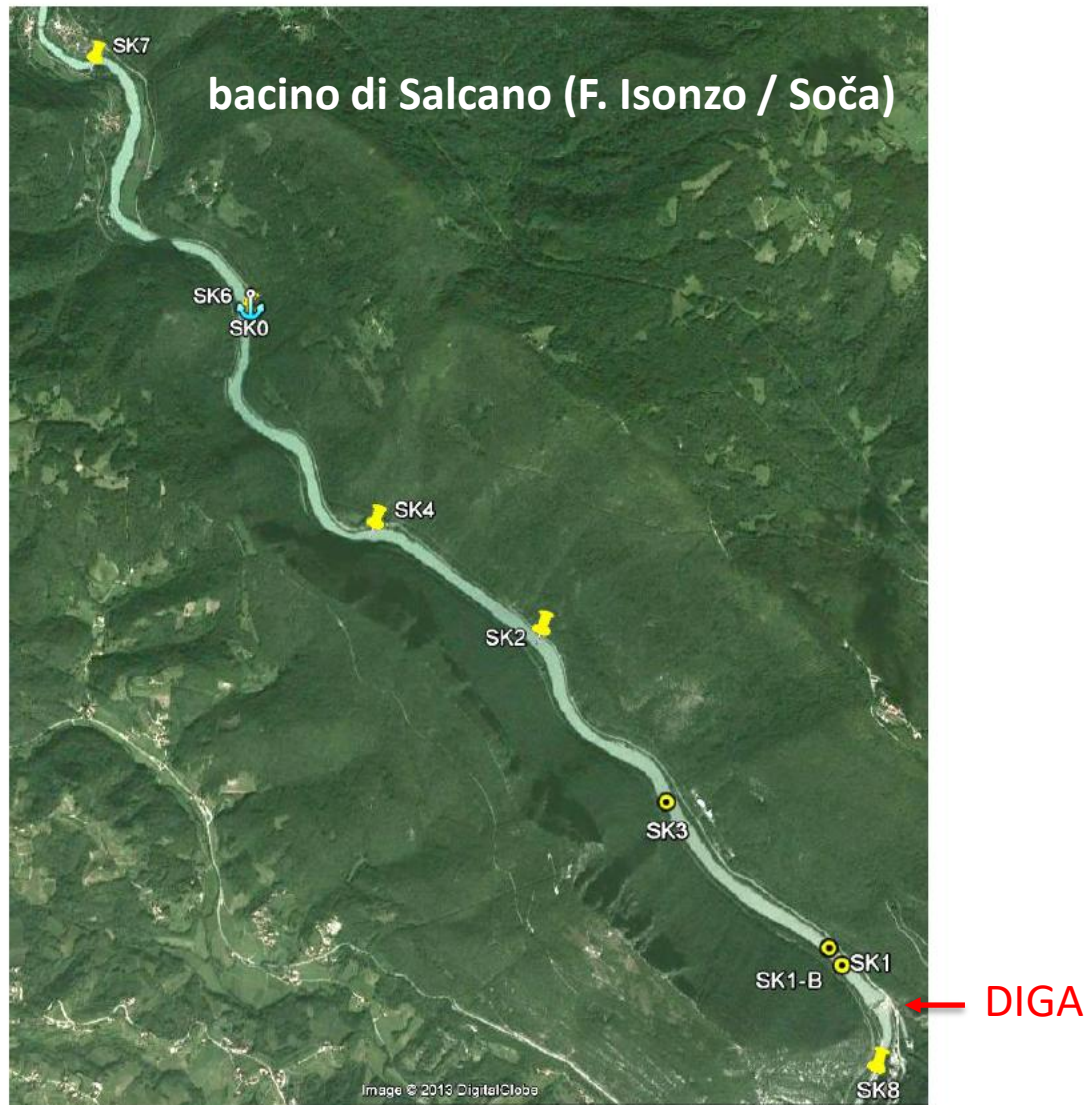 SK7
bacino di Salcano (F. Isonzo / Soča)
SK6
SK0
SK4
SK2
SK3
SK1
SK1-B
DIGA
SK8
Image © 2013 DigitalGlobe